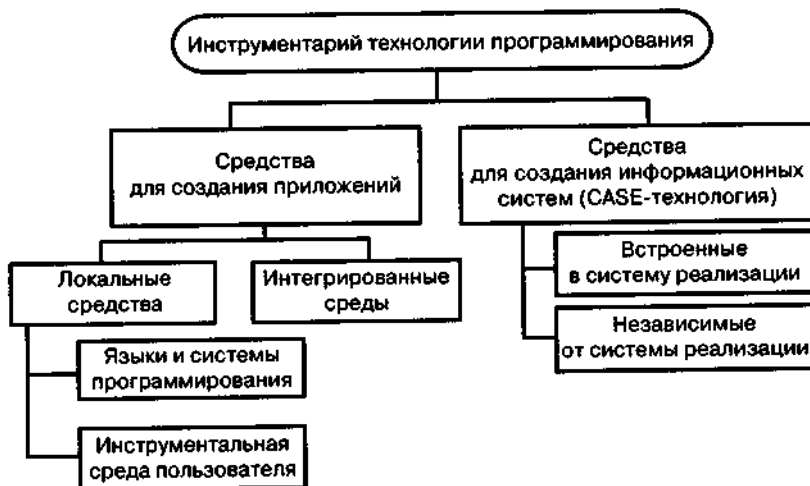 Инструментарий технологии программирования
Средства
для создания приложений
Средства
для создания информационных
систем (CASE-технология)
Локальные
средства
Интегрированные
среды
Встроенные
в систему реализации
Независимые
от системы реализации
Языки и системы
программирования
Инструментальная
среда пользователя